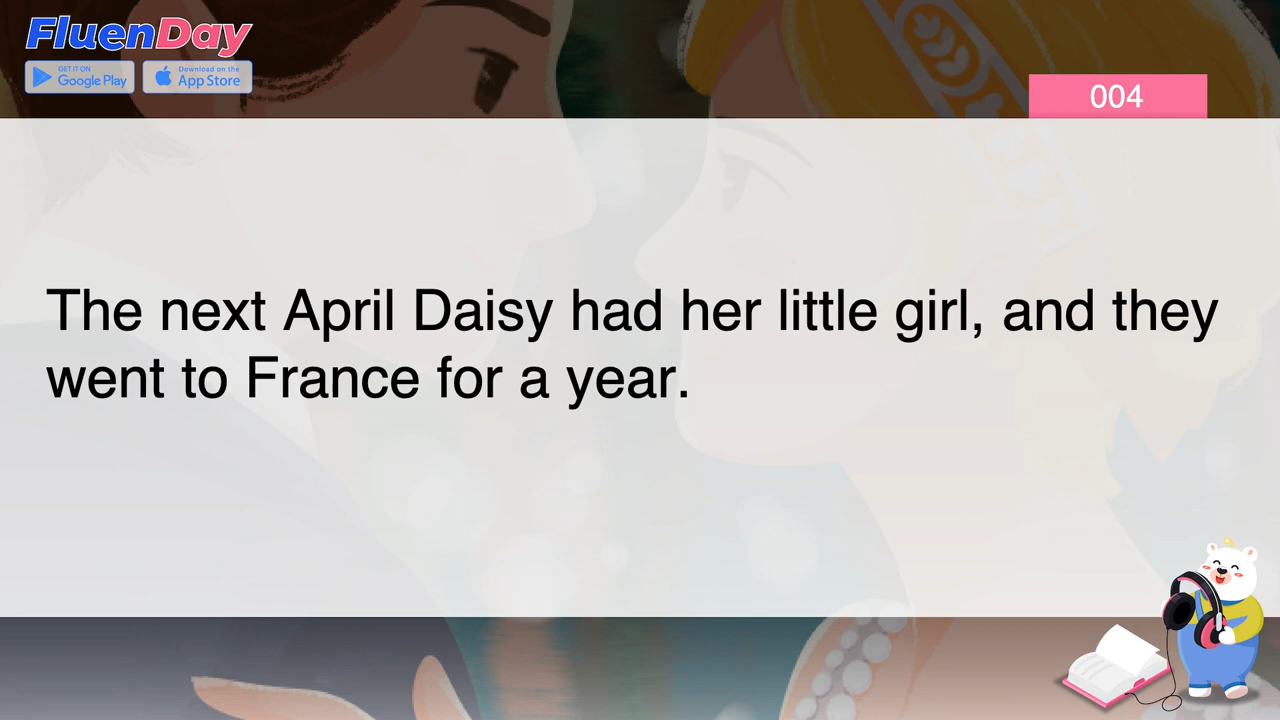 FluenDay
GET IT ON
Google Play
Download on the
App Store
004
The next April Daisy had her little girl, and they
went to France for a year.